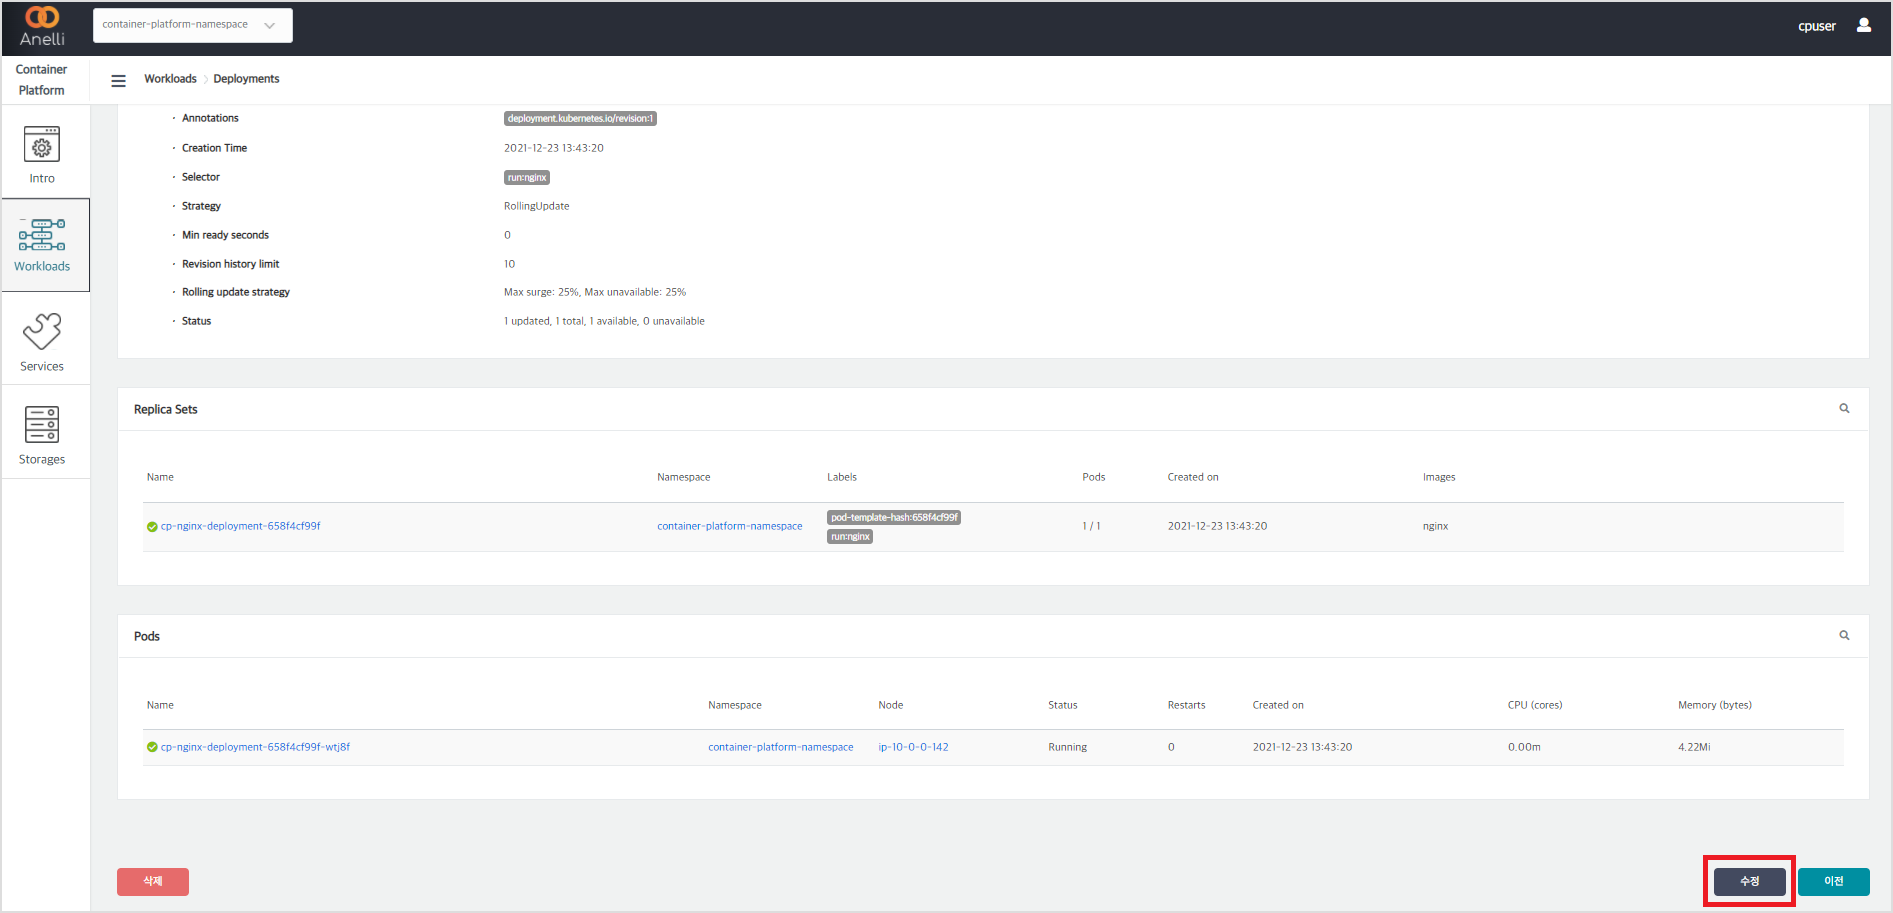 Anelli
container-platform-namespace
cpuser
Container
Platform
Workloads
Deployments
Intro
Workloads
Services
Storages
Annotations
deployment.kubernetes.io/revision:1
Creation Time
2021-12-23 13:43:20
Selector
run:nginx
Strategy
RollingUpdate
Min ready seconds
0
Revision history limit
10
Rolling update strategy
Max surge: 25%, Max unavailable: 25%
Status
1 updated, 1 total, 1 available, 0 unavailable
Replica Sets
Name Namespace Labels Pods Created on Images
cp-nginx-deployment-658f4cf99f container-platform-namespace pod-template-hash:658f4cf99f 1 / 1 2021-12-23 13:43:20 nginx
run:nginx
Pods
Name Namespace Node Status Restarts Created on CPU (cores) Memory (bytes)
cp-nginx-deployment-658f4cf99f-wtj8f container-platform-namespace ip-10-0-0-142 Running 0 2021-12-23 13:43:20 0.00m 4.22Mi
삭제
수정
이전